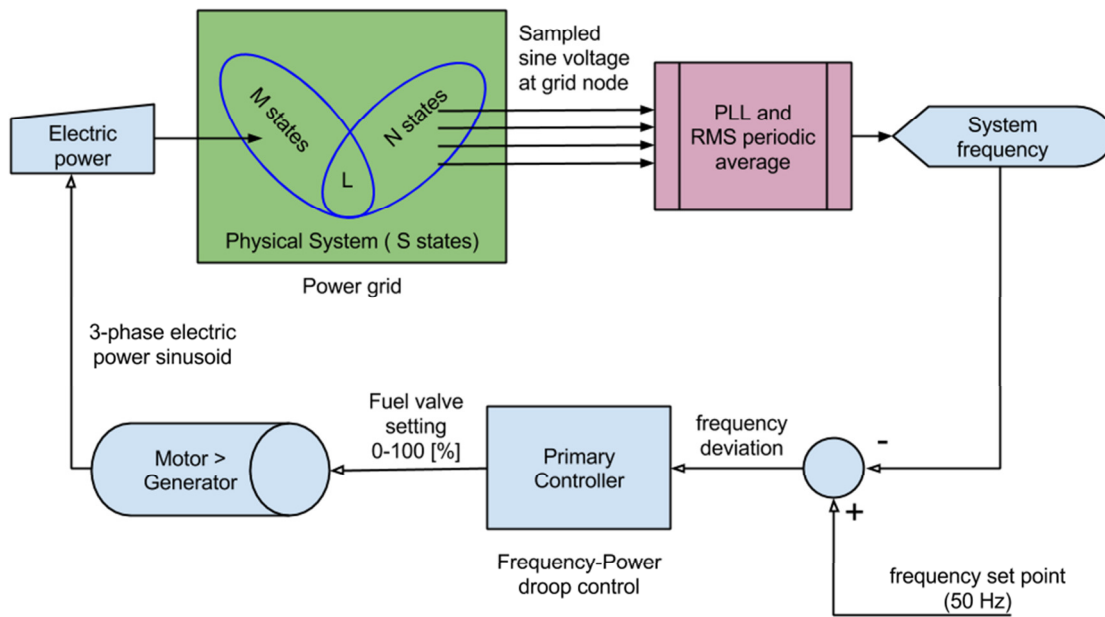 Electric
power
M states
N states
L
Physical System ( S states)
Power grid
Sampled
sine voltage
at grid node
PLL and
RMS periodic
average
System
frequency
3-phase electric
power sinusoid
Motor >
Generator
Fuel valve
setting
0-100 [%]
Primary
Controller
Frequency-Power
droop control
frequency
deviation
-
+
frequency set point
(50 Hz)